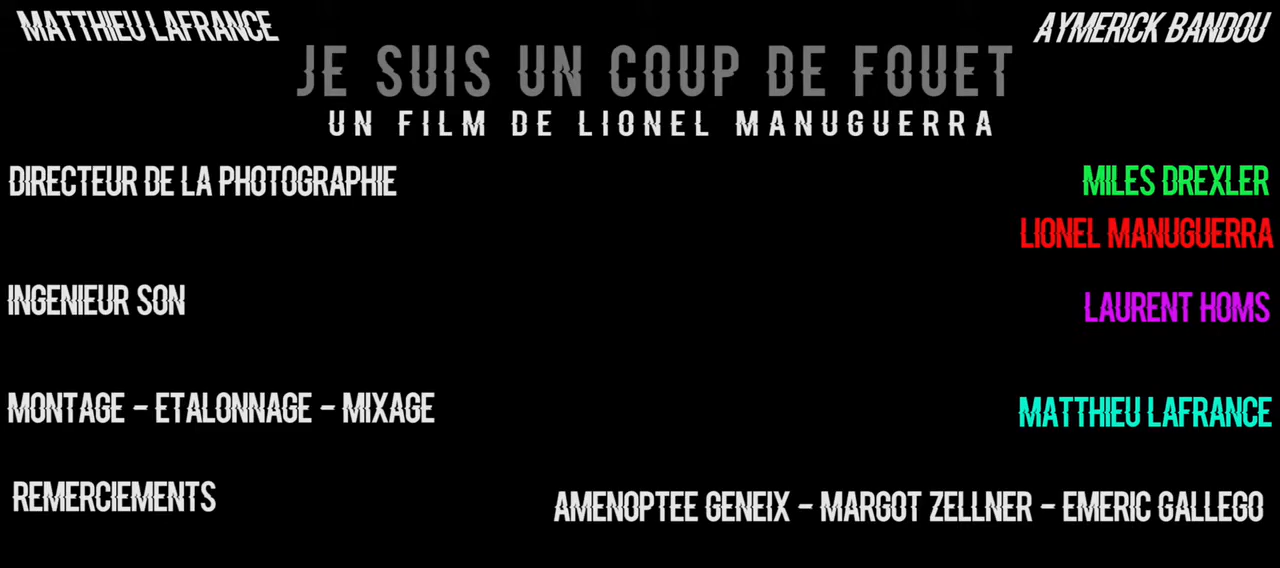 MATTHIEU LAFRANCE
AYMERICK BANDOU
JE SUIS UN COUP DE FOUET
UN FILM DE LIONEL MANUGUERRA
DIRECTEUR DE LA PHOTOGRAPHIE
MILES DREXLER
LIONEL MANUGUERRA
INGENIEUR SON
LAURENT HOMS
MONTAGE - ETALONNAGE - MIXAGE
MATTHIEU LAFRANCE
REMERCIEMENTS
AMENOPTEE GENEIX - MARGOT ZELLNER - EMERIC GALLEGO